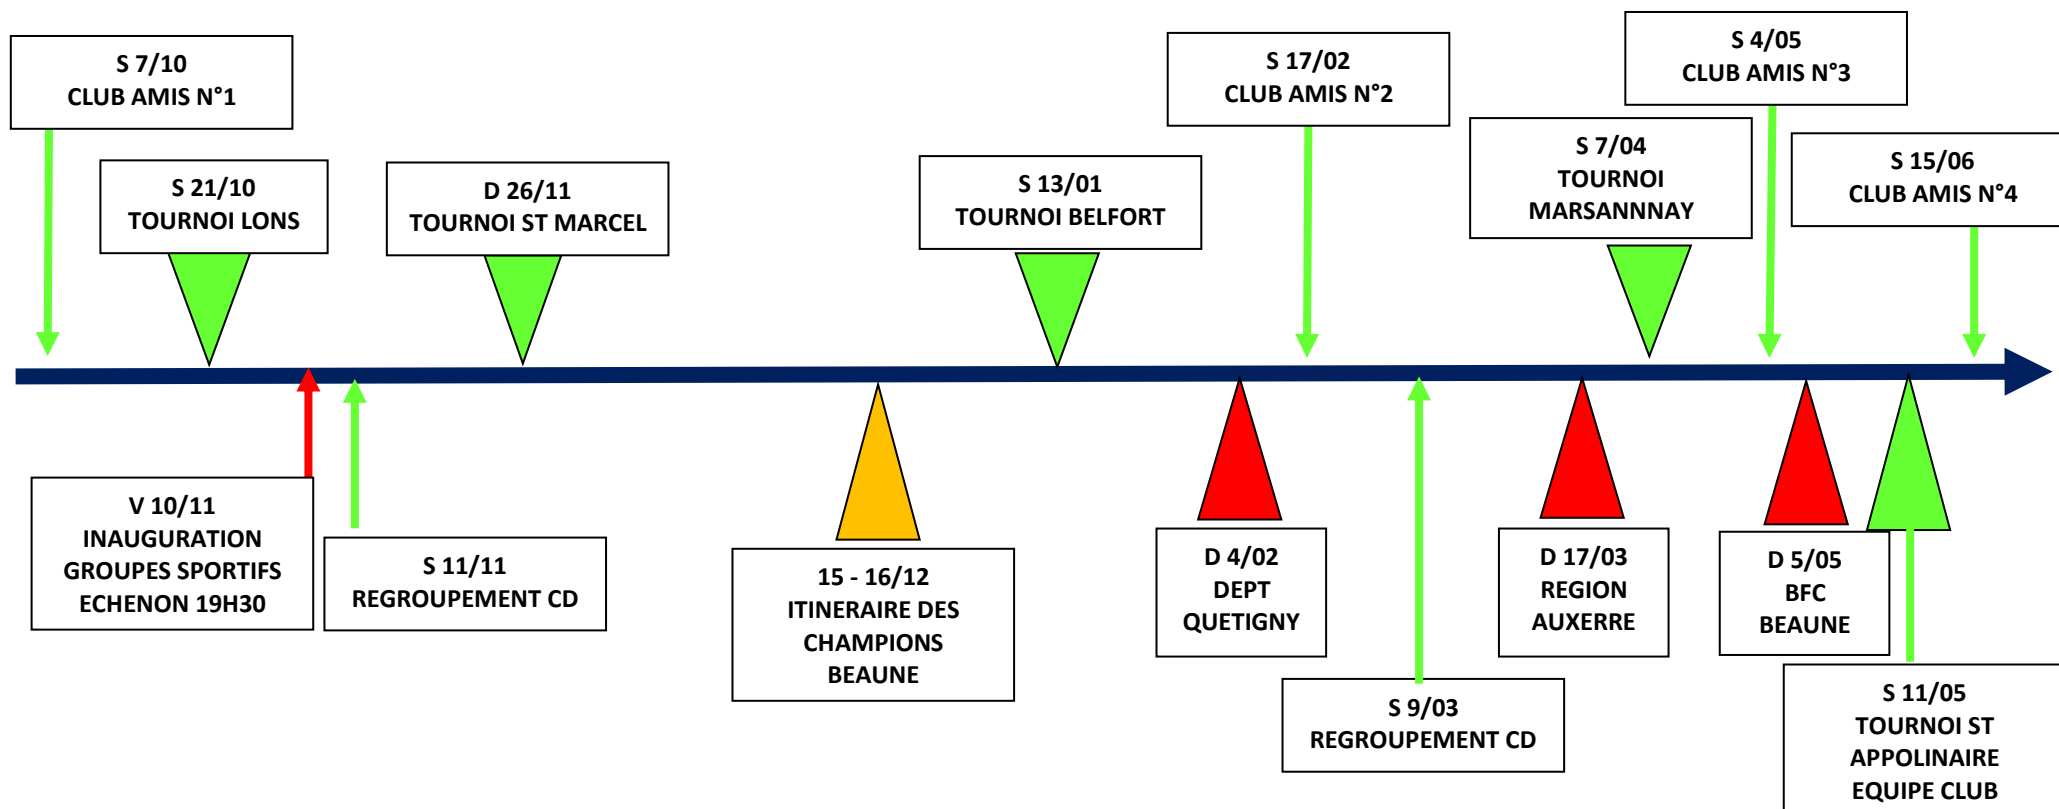 S 7/10
CLUB AMIS N°1
S 21/10
TOURNOI LONS
D 26/11
TOURNOI ST MARCEL
S 13/01
TOURNOI BELFORT
S 17/02
CLUB AMIS N°2
S 7/04
TOURNOI
MARSANNNAY
S 4/05
CLUB AMIS N°3
S 15/06
CLUB AMIS N°4
V 10/11
INAUGURATION
GROUPES SPORTIFS
ECHENON 19H30
S 11/11
REGROUPEMENT CD
15 - 16/12
ITINERAIRE DES
CHAMPIONS
BEAUNE
D 4/02
DEPT
QUETIGNY
S 9/03
REGROUPEMENT CD
D 17/03
REGION
AUXERRE
D 5/05
BFC
BEAUNE
S 11/05
TOURNOI ST
APPOLINAIRE
EQUIPE CLUB